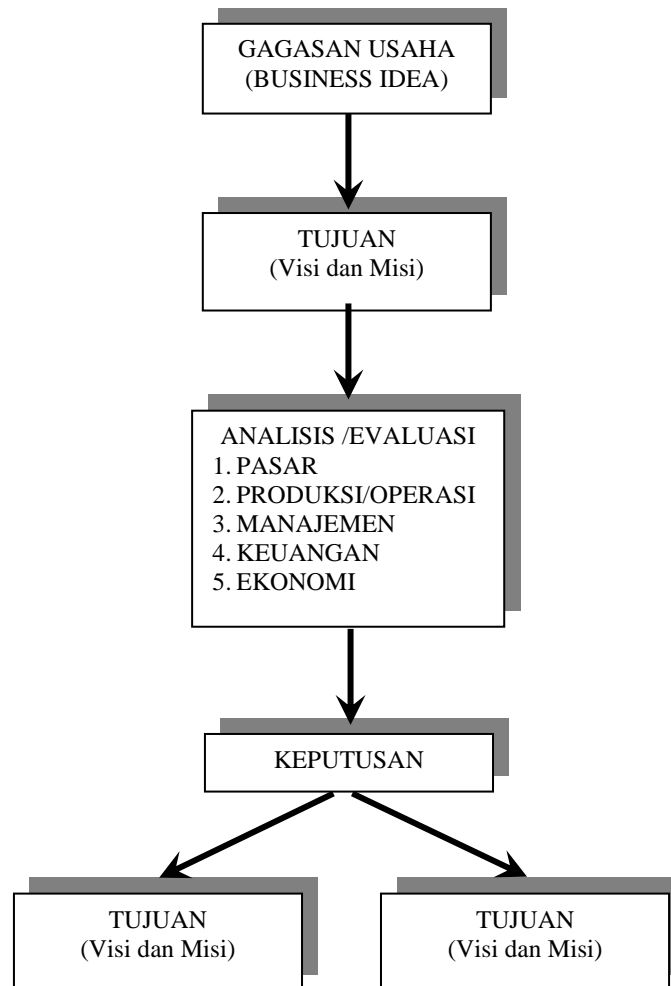 GAGASAN USAHA
(BUSINESS IDEA)
TUJUAN
(Visi dan Misi)
ANALISIS /EVALUASI
1. PASAR
2. PRODUKSI/OPERASI
3. MANAJEMEN
4. KEUANGAN
5. EKONOMI
KEPUTUSAN
TUJUAN
(Visi dan Misi)
TUJUAN
(Visi dan Misi)